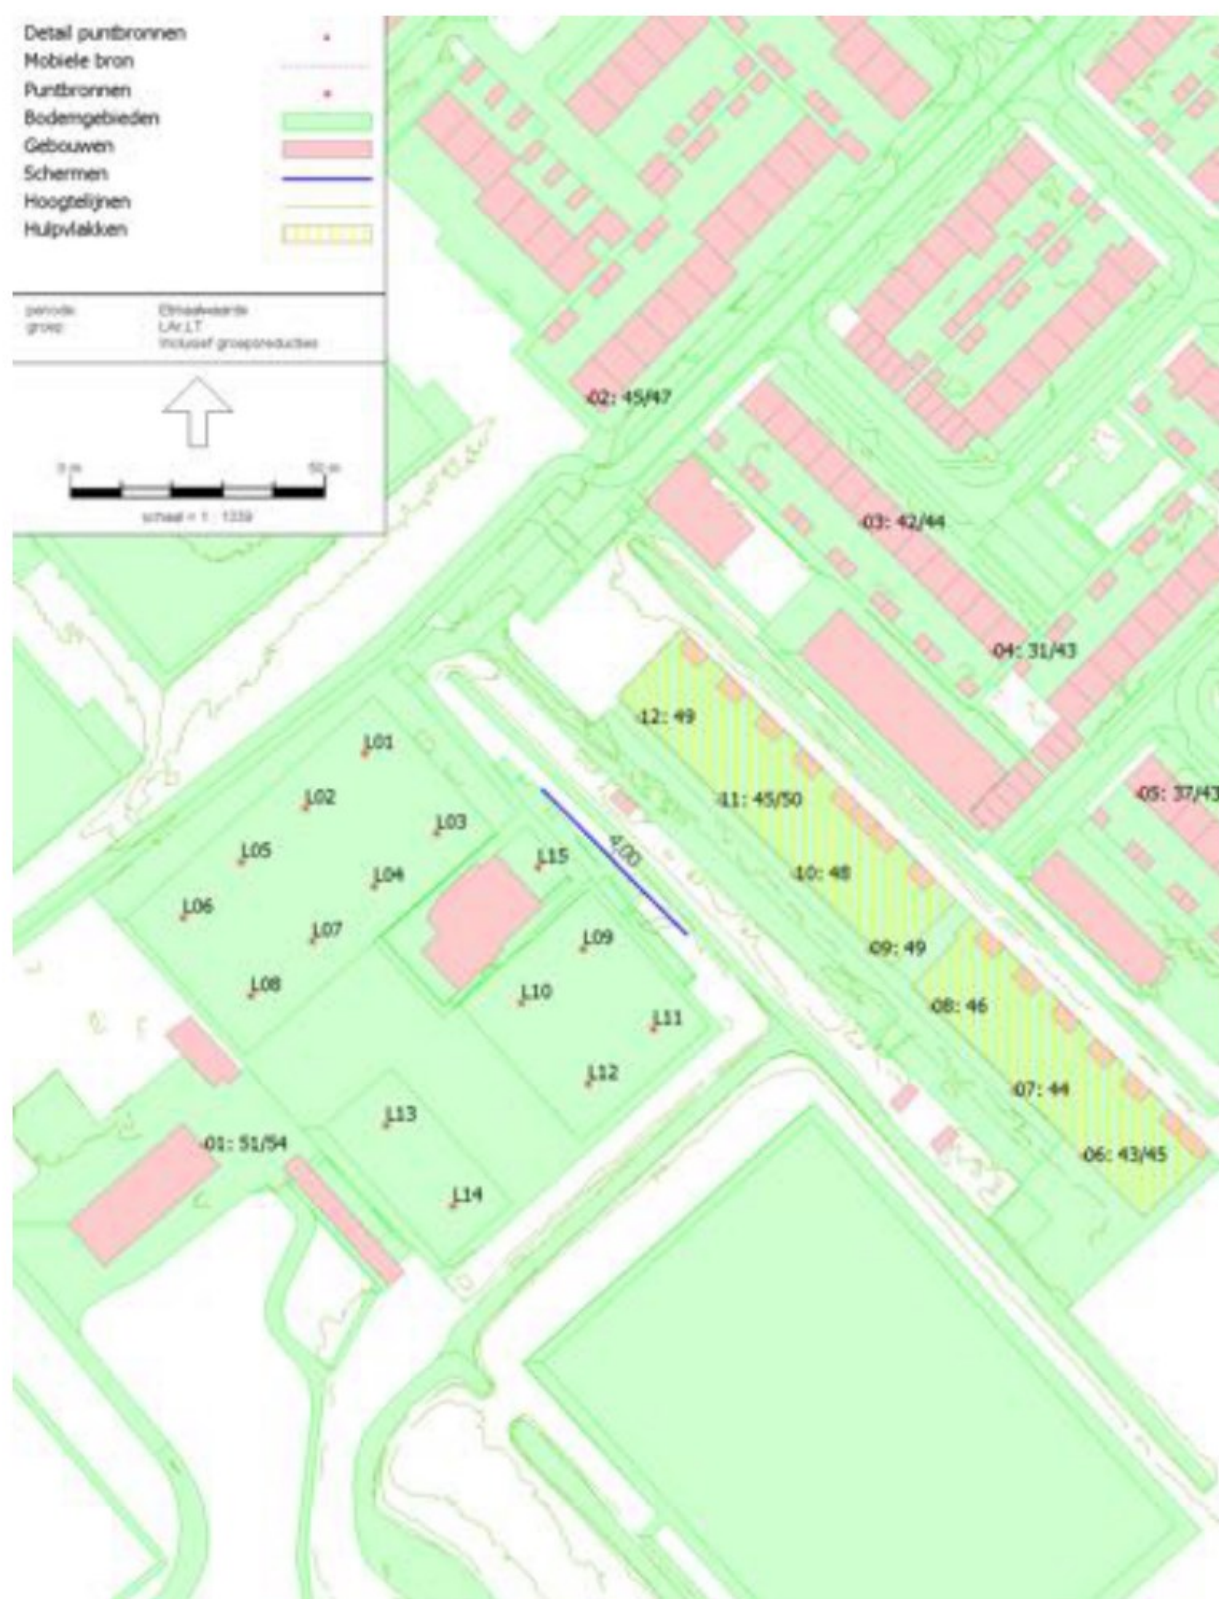 Detail puntbronnen
Mobiele bron
Puntbronnen
Bodemgebieden
Gebouwen
Schermen
Hoogtelijnen
Hulpvlakken
periode: Etmaalwaarde
groep: LAr,LT
Inclusief groepsreducties
0 m 50 m
schaal = 1 : 1339
02: 45/47
03: 42/44
04: 31/43
12: 49
L01
05: 37/43
L02
11: 45/50
L03
4,00
L05
L15
L04
10: 48
L06
L07
L09
09: 49
L08
L10
08: 46
L11
L12
07: 44
L13
01: 51/54
06: 43/45
L14